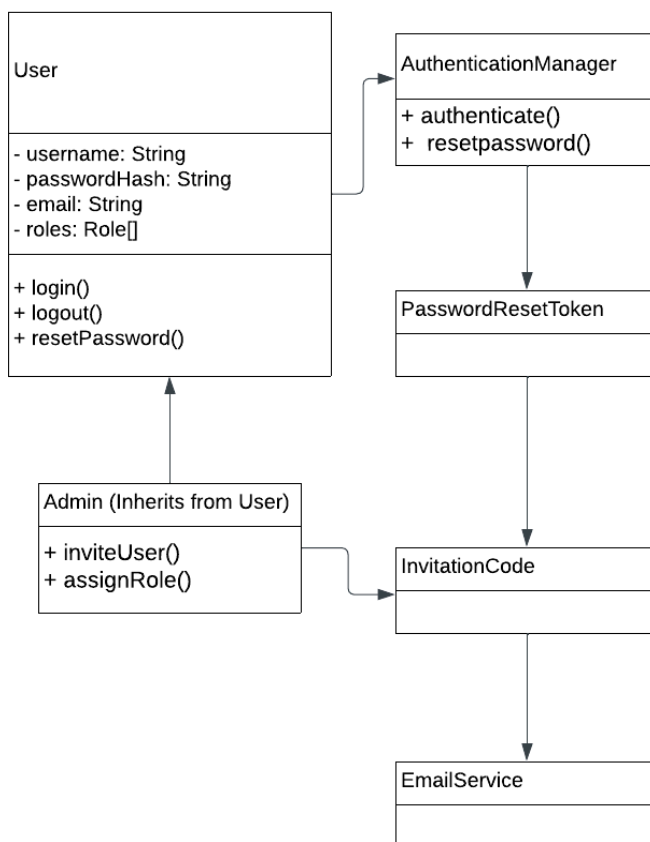 User
- username: String
- passwordHash: String
- email: String
- roles: Role[]
+ login()
+ logout()
+ resetPassword()
AuthenticationManager
+ authenticate()
+ resetpassword()
PasswordResetToken
Admin (Inherits from User)
+ inviteUser()
+ assignRole()
InvitationCode
EmailService